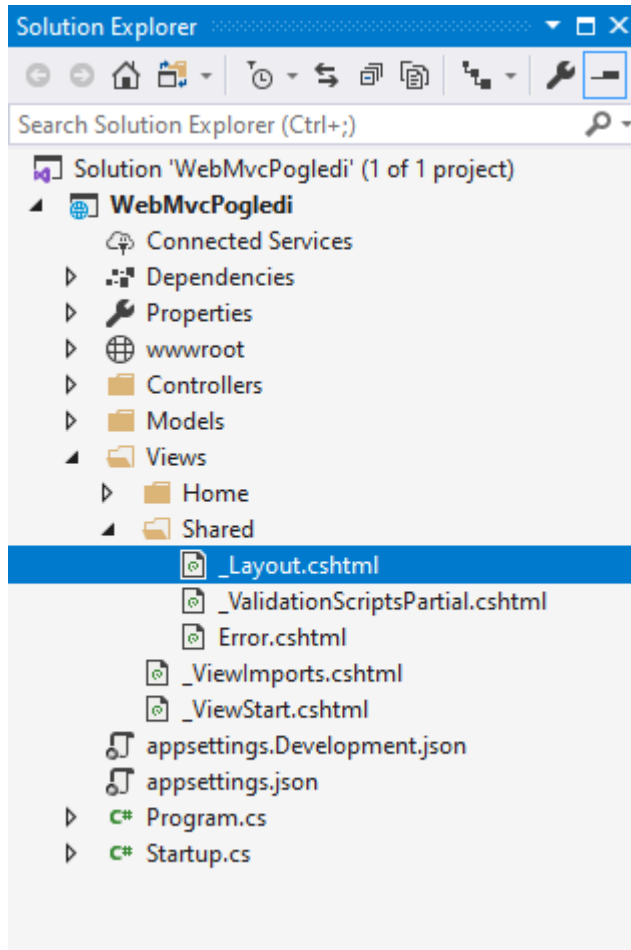 Solution Explorer
Search Solution Explorer (Ctrl+;)
Solution 'WebMvcPogledi' (1 of 1 project)
WebMvcPogledi
Connected Services
Dependencies
Properties
wwwroot
Controllers
Models
Views
Home
Shared
_Layout.cshtml
_ValidationScriptsPartial.cshtml
Error.cshtml
_ViewImports.cshtml
_ViewStart.cshtml
appsettings.Development.json
appsettings.json
C# Program.cs
C# Startup.cs